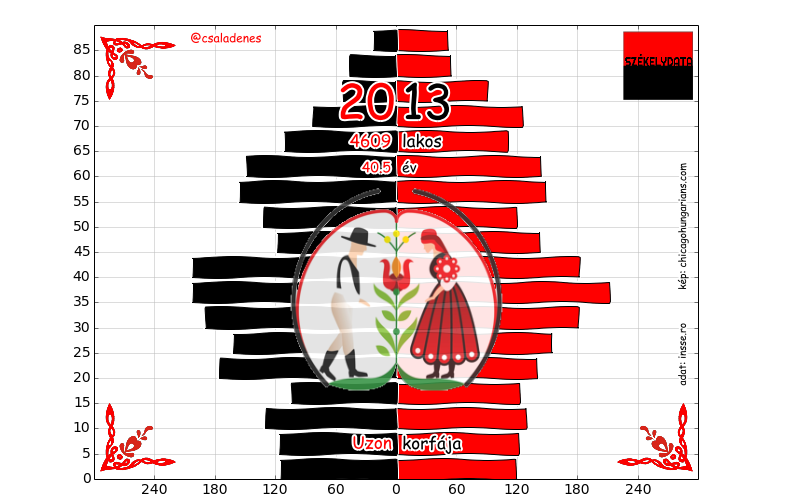 @csaladenes
SZÉKELYDATA
2013
4609 lakos
40.5 év
kép: chicagohungarians.com
adat: insse.ro
Uzon korfája
85
80
75
70
65
60
55
50
45
40
35
30
25
20
15
10
5
0
240 180 120 60 0 60 120 180 240